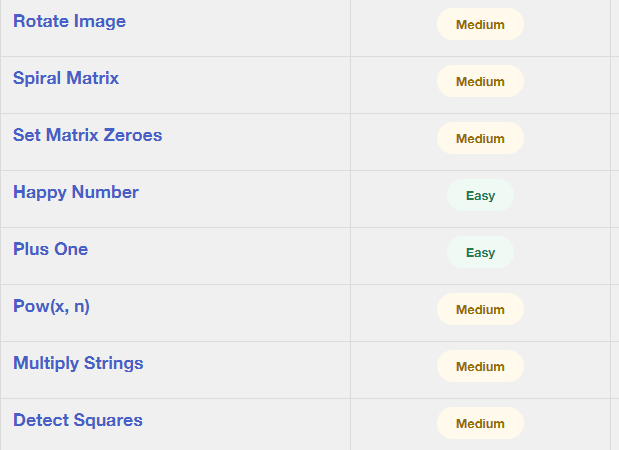 Rotate Image Medium
Spiral Matrix Medium
Set Matrix Zeroes Medium
Happy Number Easy
Plus One Easy
Pow(x, n) Medium
Multiply Strings Medium
Detect Squares Medium